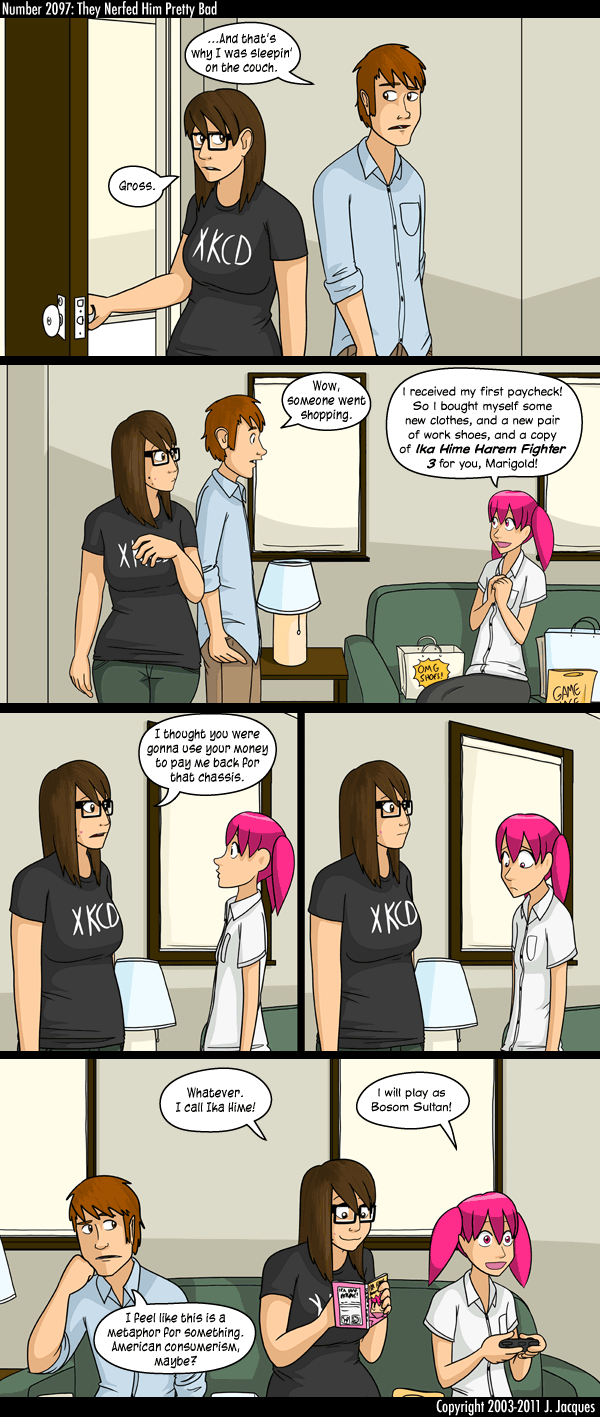 Number 2097: They Nerfed Him Pretty Bad
...And that's
why I was sleepin'
on the couch.
Gross.
XKCD
Wow,
someone went
shopping.
I received my first paycheck!
So I bought myself some
new clothes, and a new pair
of work shoes, and a copy
of Ika Hime Harem Fighter
3 for you, Marigold!
XKCD
OMG
SHOES!
GAME
I thought you were
gonna use your money
to pay me back for
that chassis.
XKCD
XKCD
Whatever.
I call Ika Hime!
I will play as
Bosom Sultan!
I feel like this is a
metaphor for something.
American consumerism,
maybe?
Copyright 2003-2011 J. Jacques